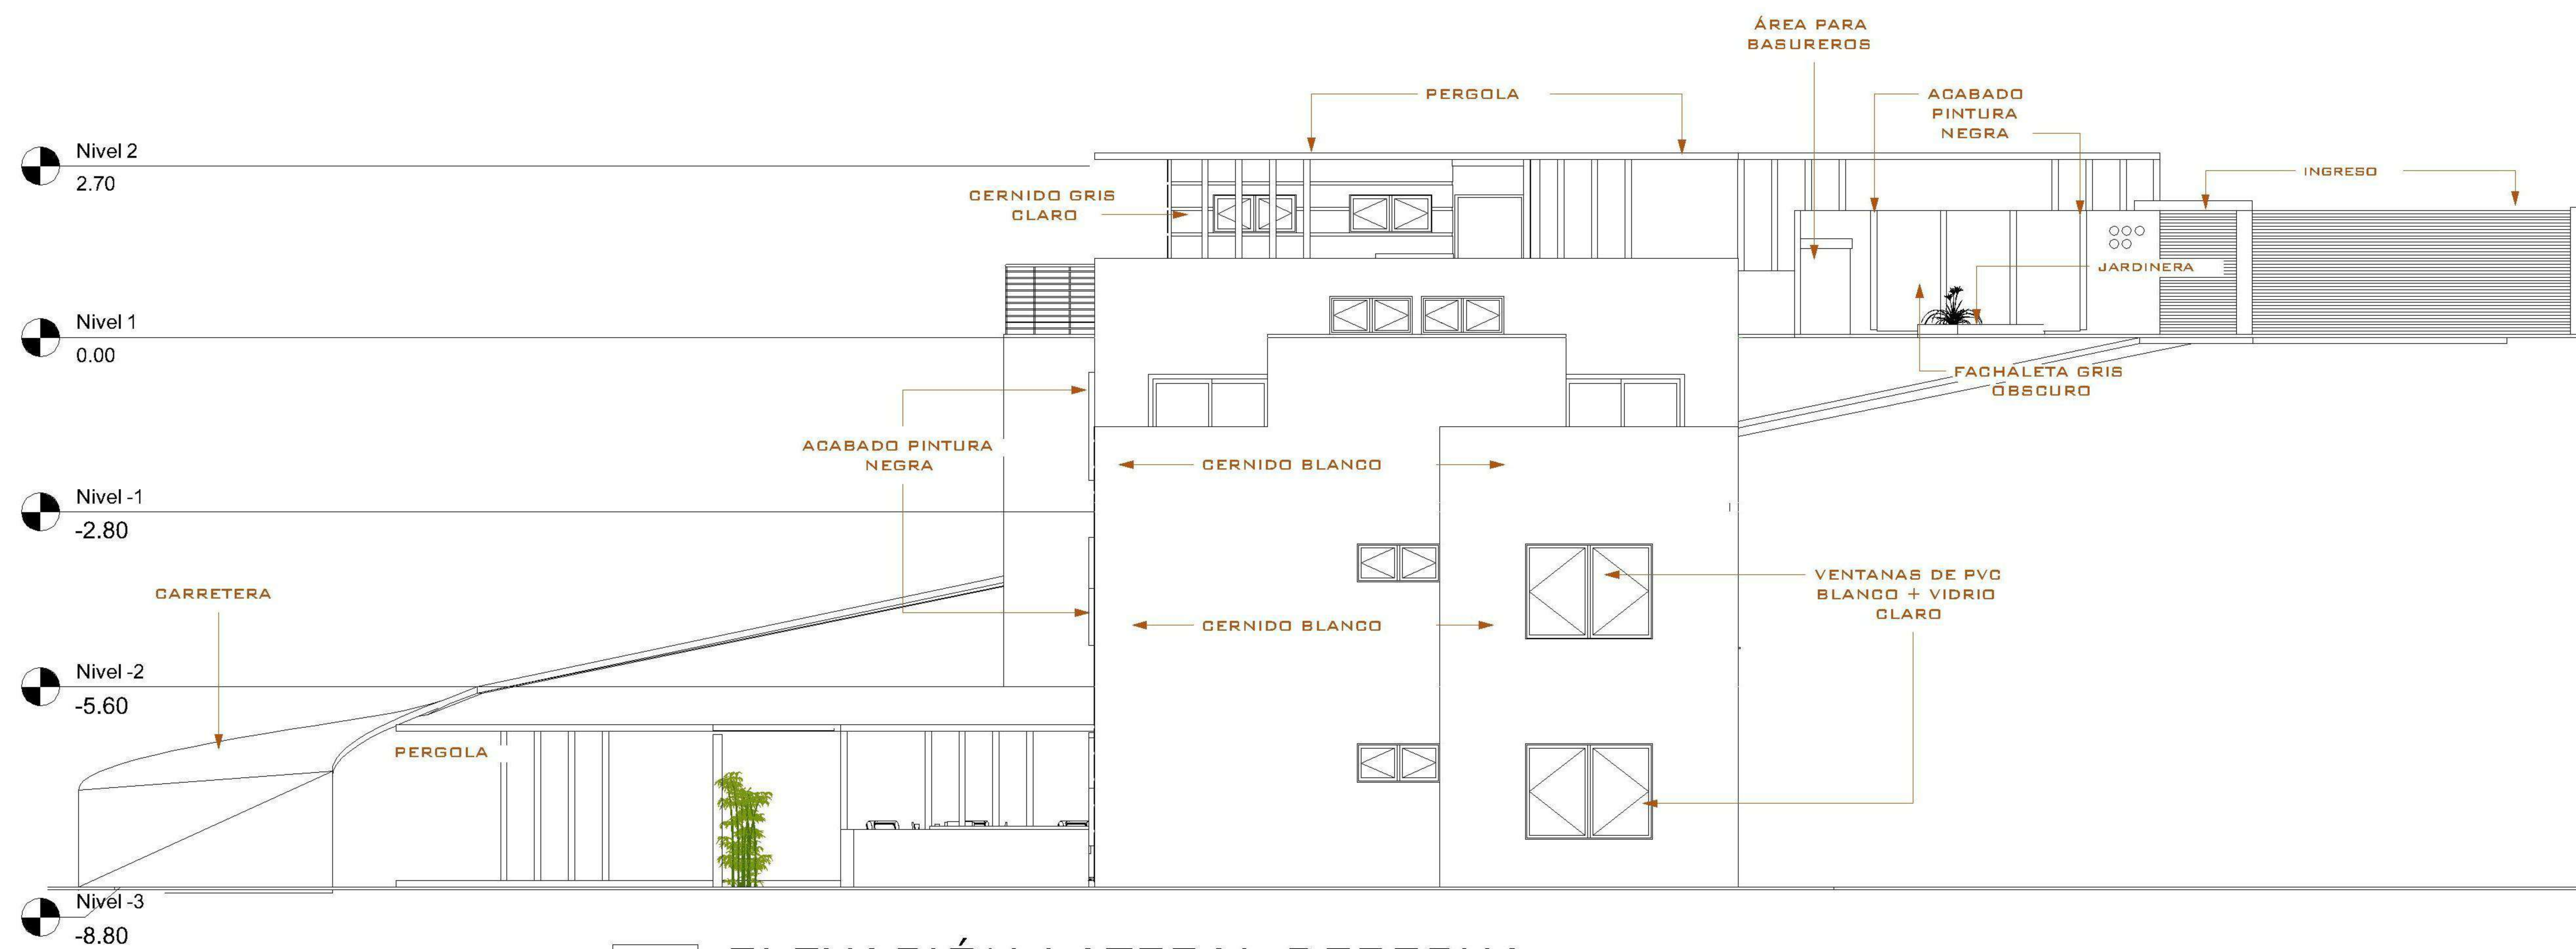 ÁREA PARA
BASUREROS
PERGOLA
ACABADO
PINTURA
NEGRA
Nivel 2
2.70
INGRESO
CERNIDO GRIS
CLARO
JARDINERA
Nivel 1
0.00
FACHALETA GRIS
OBSCURO
ACABADO PINTURA
NEGRA
CERNIDO BLANCO
Nivel -1
-2.80
CARRETERA
VENTANAS DE PVC
BLANCO + VIDRIO
CLARO
CERNIDO BLANCO
Nivel -2
-5.60
PERGOLA
Nivel -3
-8.80